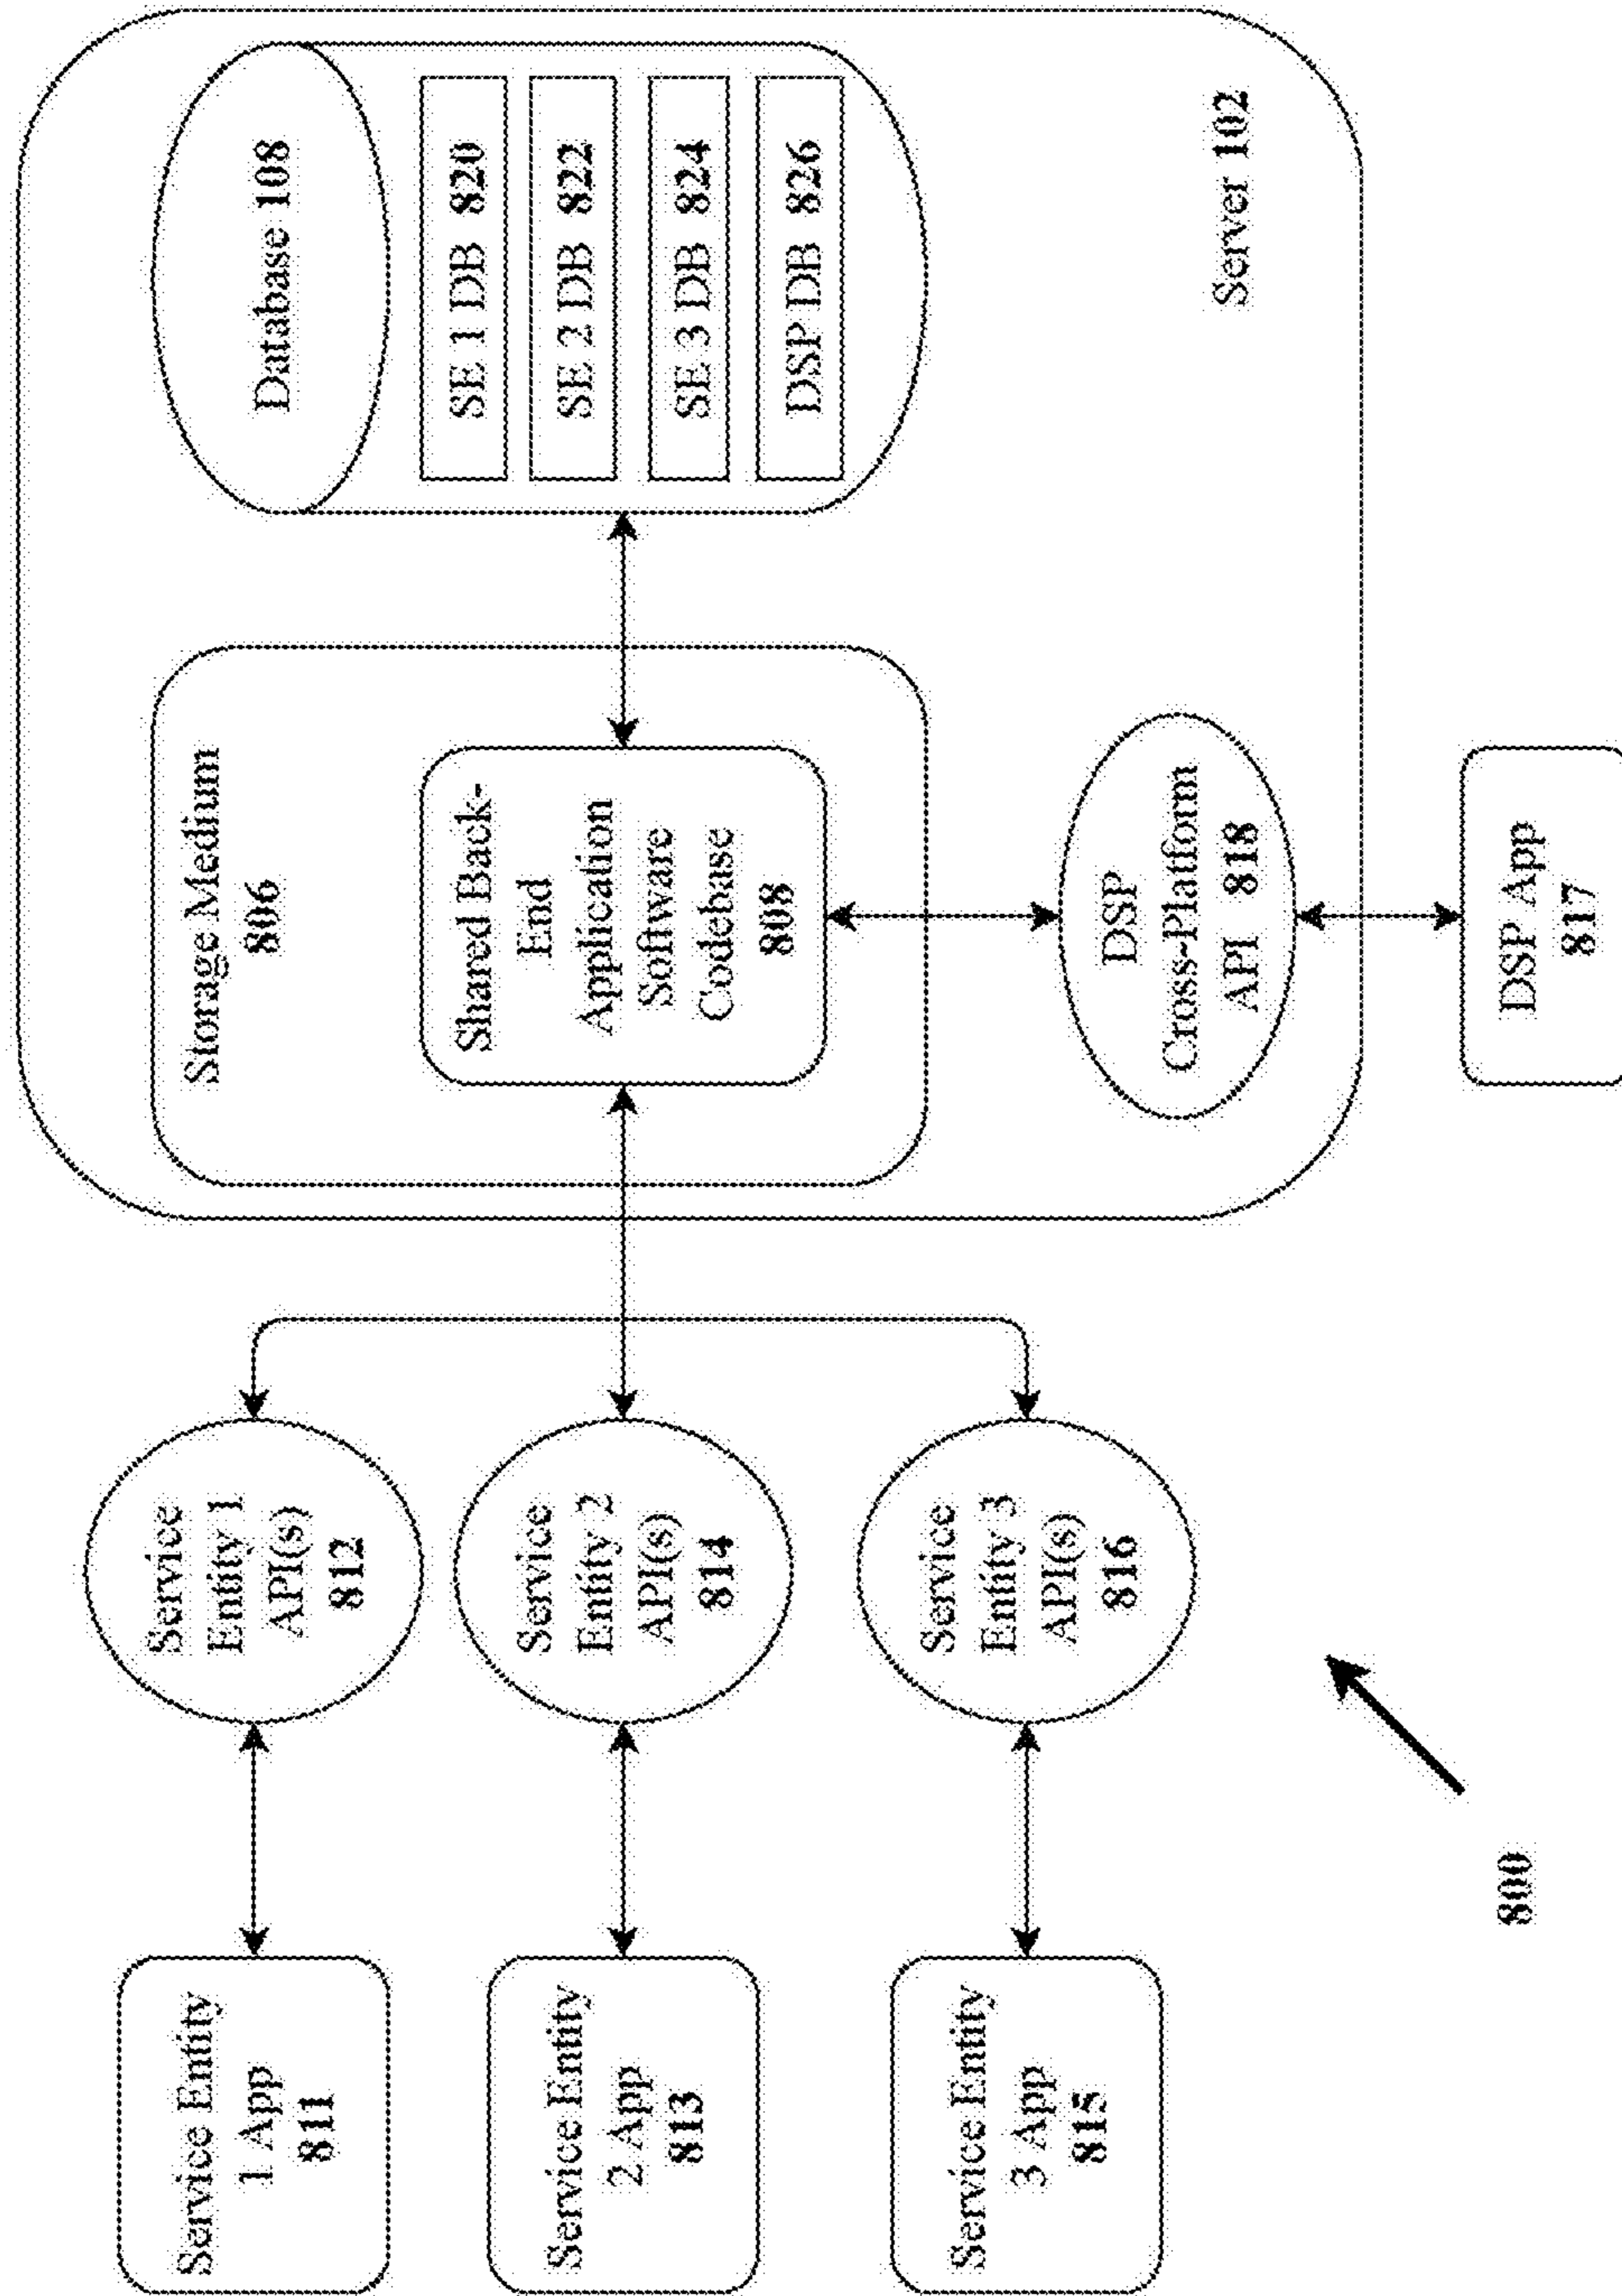 Service Entity
1 App
811
Service
Entity 1
API(s)
812
Service Entity
2 App
813
Service
Entity 2
API(s)
814
Service Entity
3 App
815
Service
Entity 3
API(s)
816
800
Storage Medium
806
Shared Back-
End
Application
Software
Codebase
808
DSP
Cross-Platform
API 818
DSP App
817
Database 108
SE 1 DB 820
SE 2 DB 822
SE 3 DB 824
DSP DB 826
Server 102